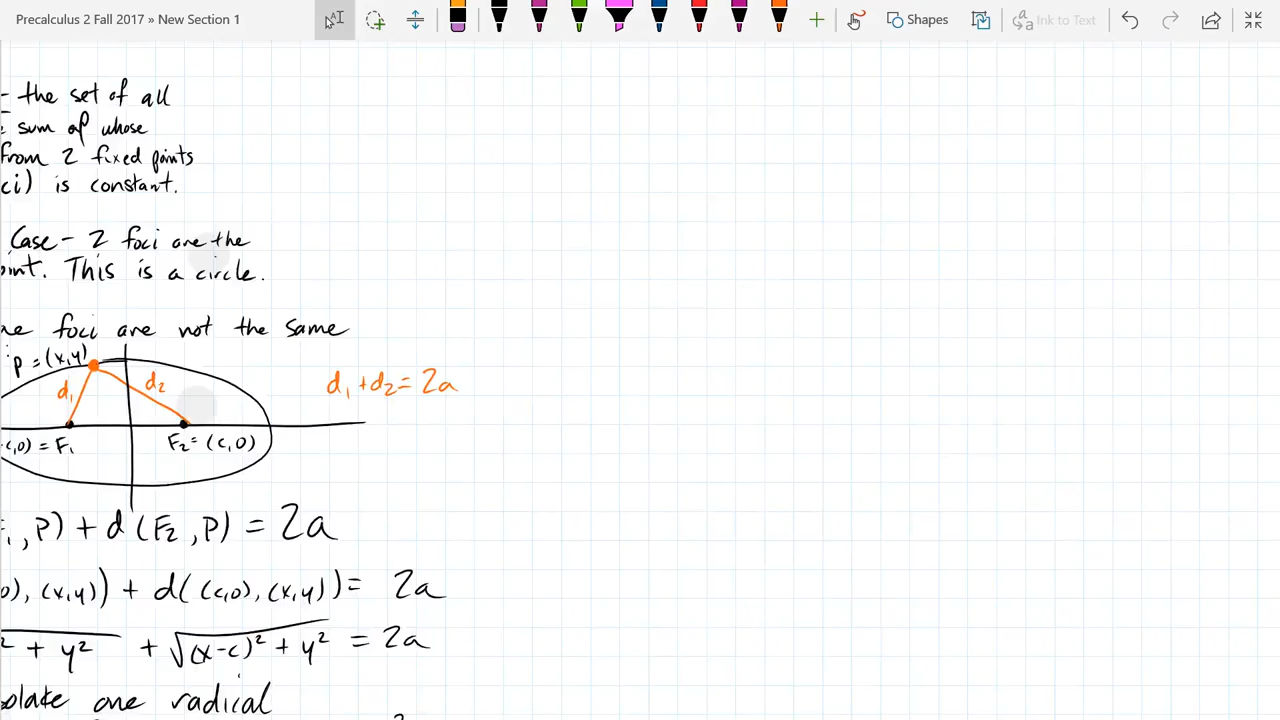 Precalculus 2 Fall 2017 » New Section 1
Shapes
Ink to Text
- the set of all
sum of whose
from 2 fixed points
ci) is constant.
Case - 2 foci are the
oint. This is a circle.
foci are not the same
p = (x,y)
d₁ d₂
d₁ + d₂ = 2a
c,0) = F₁ F₂ = (c,0)
,P) + d(F₂,P) = 2a
0), (x,y)) + d((c,0), (x,y)) = 2a
² + y² + √(x-c)² + y² = 2a
olate one radical